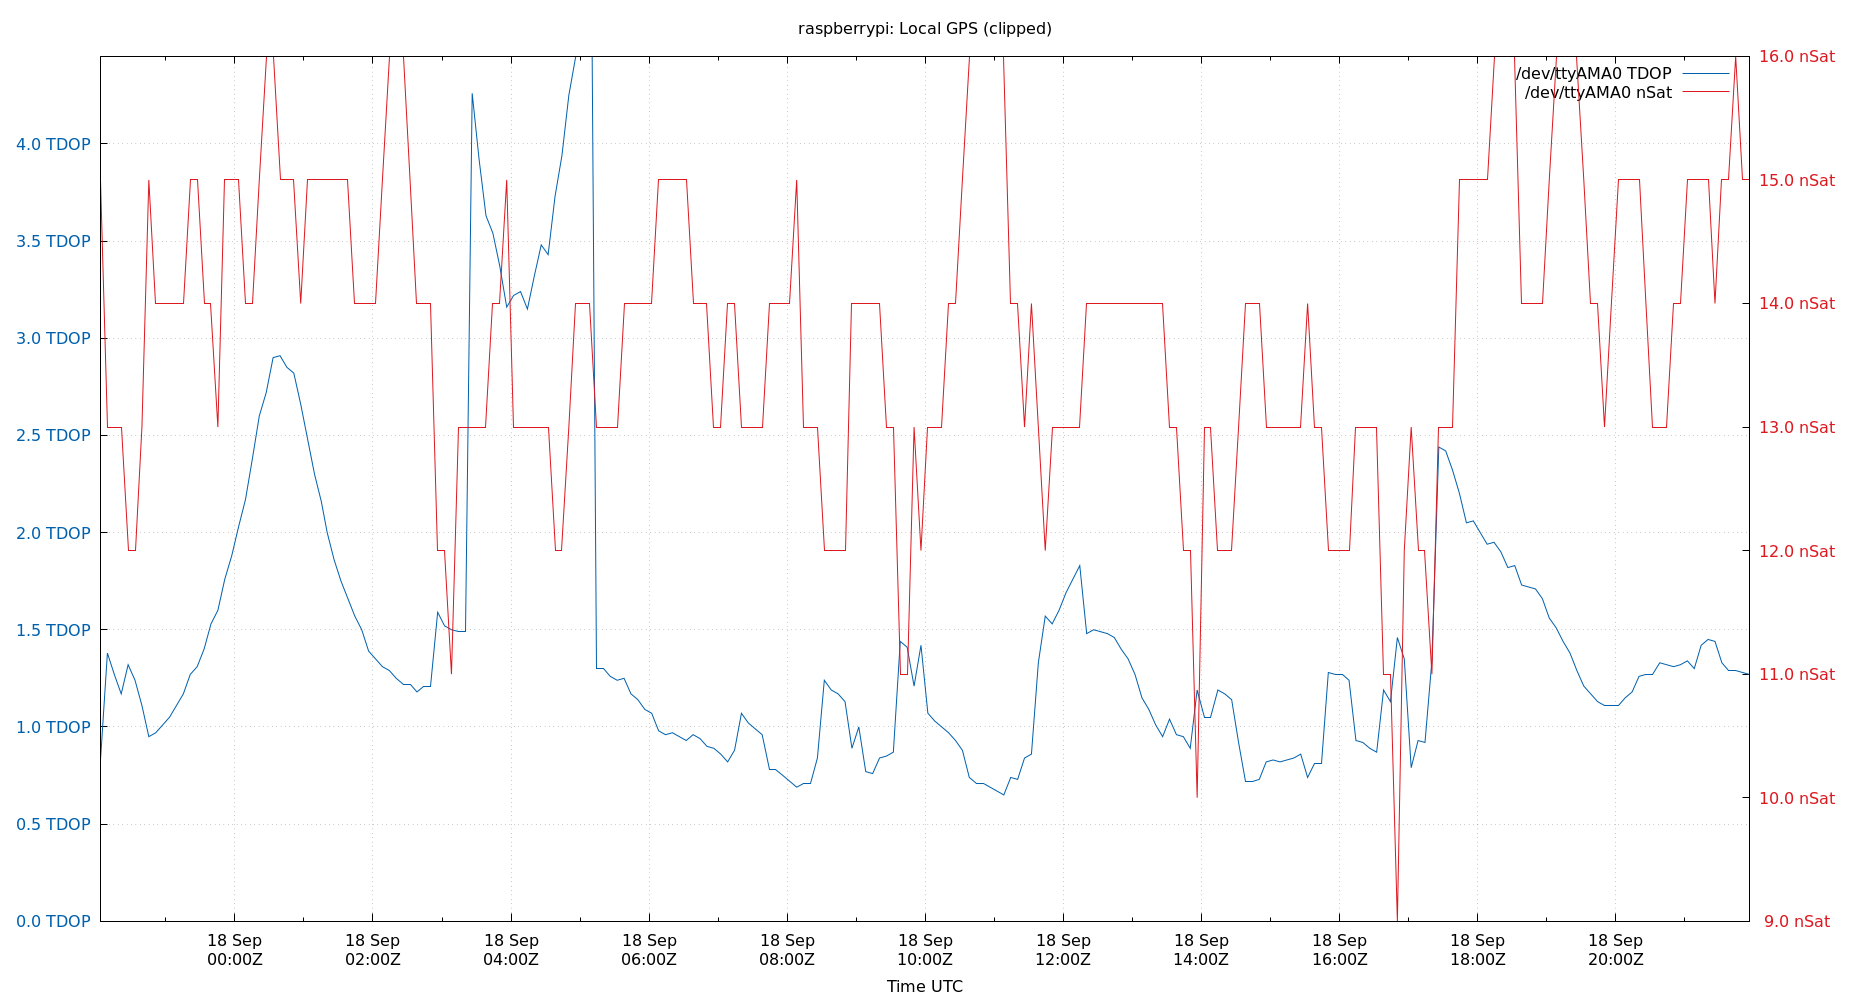 raspberrypi: Local GPS (clipped)
/dev/ttyAMA0 TDOP
/dev/ttyAMA0 nSat
4.0 TDOP
3.5 TDOP
3.0 TDOP
2.5 TDOP
2.0 TDOP
1.5 TDOP
1.0 TDOP
0.5 TDOP
0.0 TDOP
16.0 nSat
15.0 nSat
14.0 nSat
13.0 nSat
12.0 nSat
11.0 nSat
10.0 nSat
9.0 nSat
18 Sep
00:00Z
18 Sep
02:00Z
18 Sep
04:00Z
18 Sep
06:00Z
18 Sep
08:00Z
18 Sep
10:00Z
18 Sep
12:00Z
18 Sep
14:00Z
18 Sep
16:00Z
18 Sep
18:00Z
18 Sep
20:00Z
Time UTC